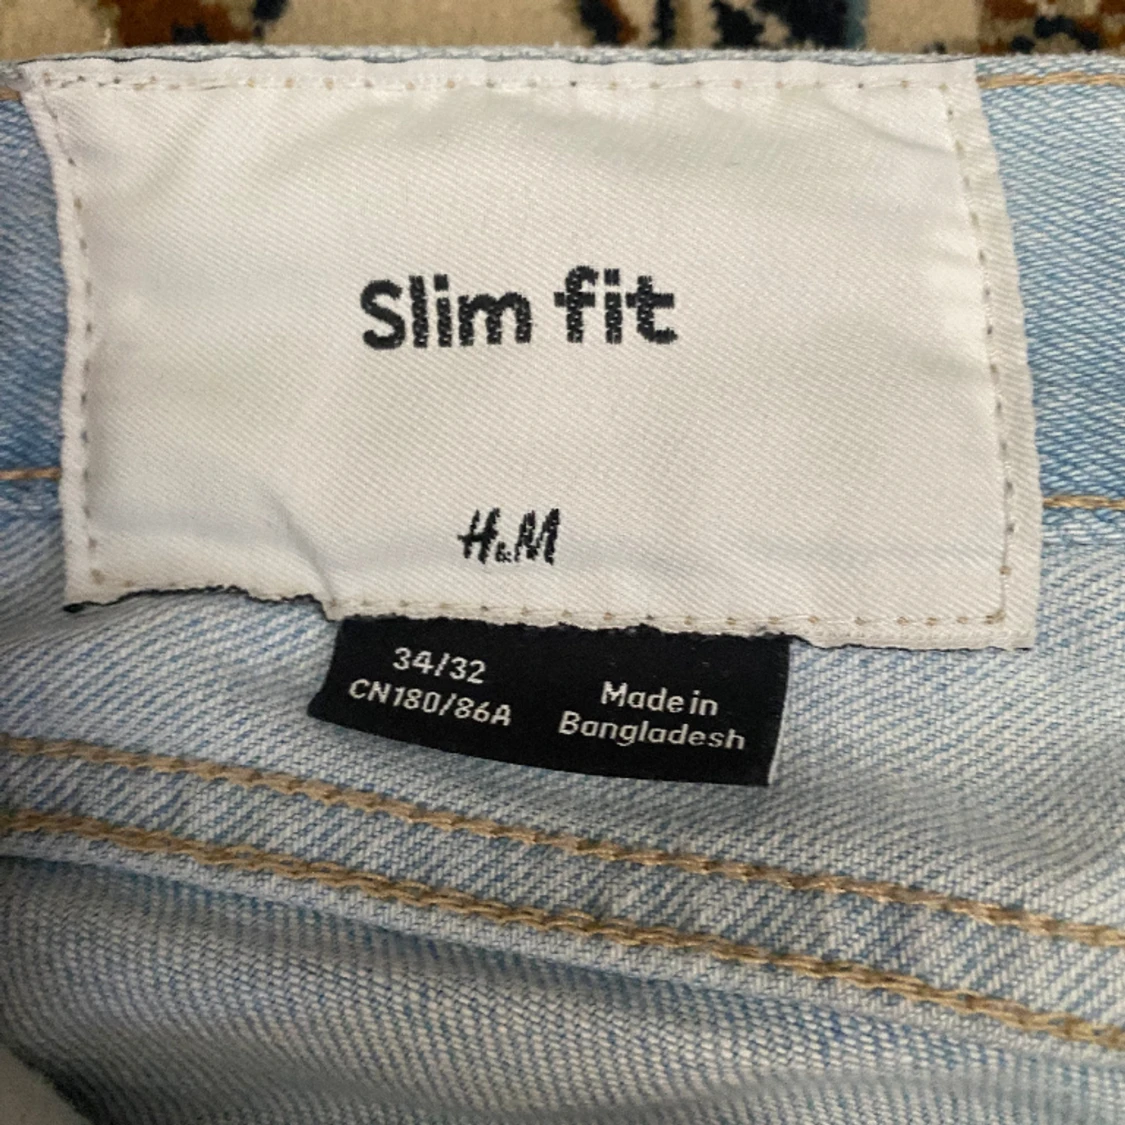 Slim fit
H&M
34/32
CN180/86A
Made in
Bangladesh